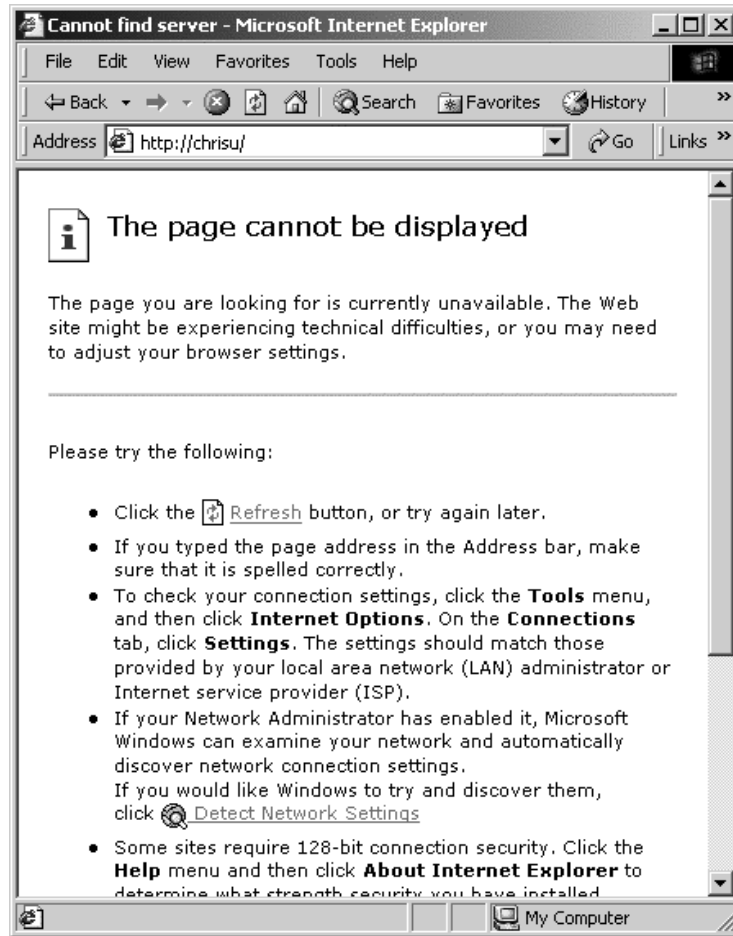 Cannot find server - Microsoft Internet Explorer
File Edit View Favorites Tools Help
Back Search Favorites History »
Address http://chrisu/ Go Links »
The page cannot be displayed
The page you are looking for is currently unavailable. The Web
site might be experiencing technical difficulties, or you may need
to adjust your browser settings.
Please try the following:
• Click the Refresh button, or try again later.
• If you typed the page address in the Address bar, make
sure that it is spelled correctly.
• To check your connection settings, click the Tools menu,
and then click Internet Options. On the Connections
tab, click Settings. The settings should match those
provided by your local area network (LAN) administrator or
Internet service provider (ISP).
• If your Network Administrator has enabled it, Microsoft
Windows can examine your network and automatically
discover network connection settings.
If you would like Windows to try and discover them,
click Detect Network Settings
• Some sites require 128-bit connection security. Click the
Help menu and then click About Internet Explorer to
determine what strength security you have installed.
My Computer